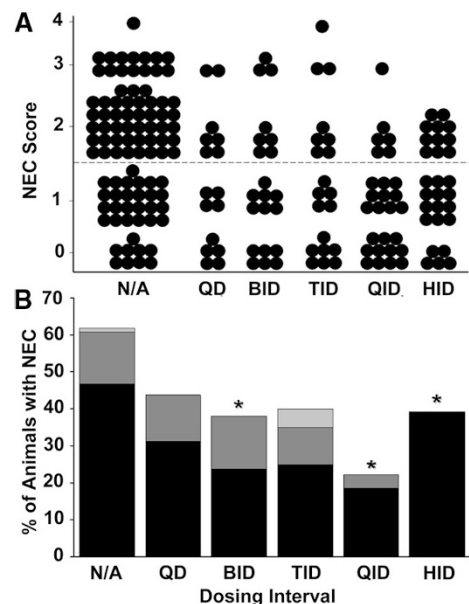 A
NEC Score
4
3
2
1
0
N/A QD BID TID QID HID
B
% of Animals with NEC
70
60
50
40
30
20
10
0
* * *
N/A QD BID TID QID HID
Dosing Interval